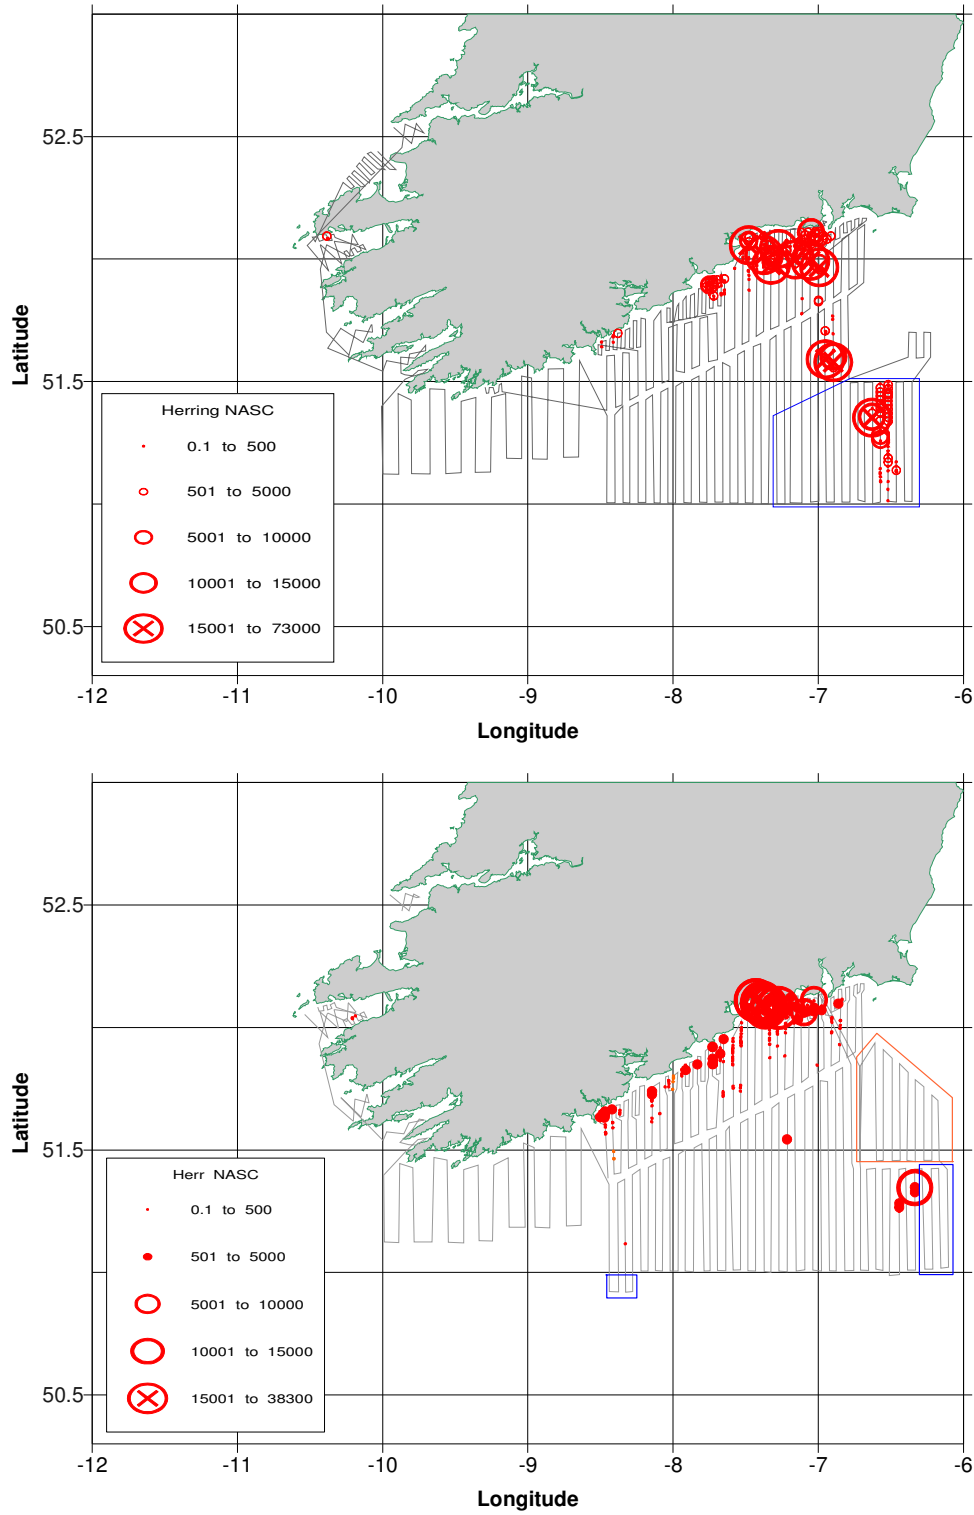 52.5
51.5
50.5
Latitude
Herring NASC
0.1 to 500
501 to 5000
5001 to 10000
10001 to 15000
15001 to 73000
-12 -11 -10 -9 -8 -7 -6
Longitude
52.5
51.5
50.5
Latitude
Herr NASC
0.1 to 500
501 to 5000
5001 to 10000
10001 to 15000
15001 to 38300
-12 -11 -10 -9 -8 -7 -6
Longitude